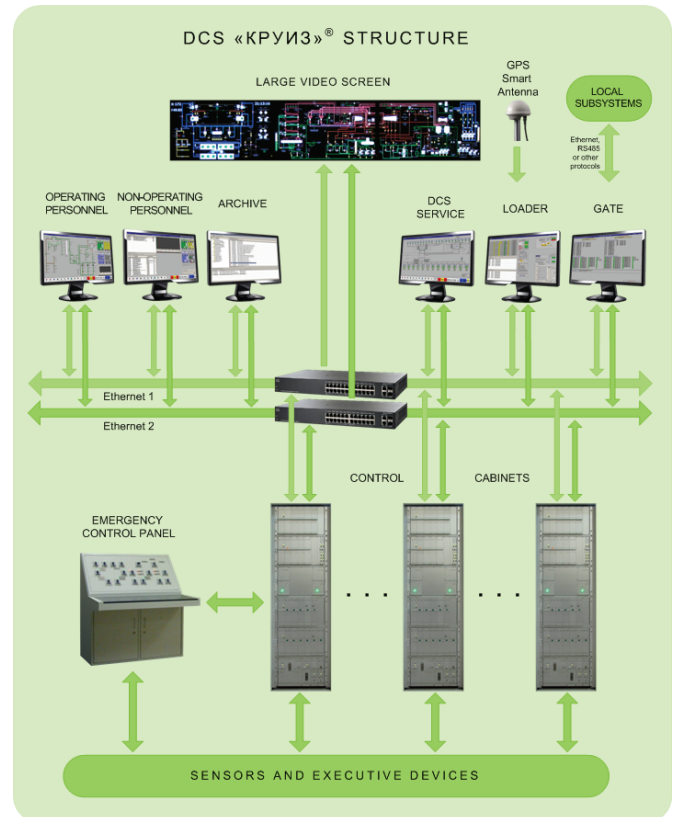 DCS «КРУИЗ»® STRUCTURE
LARGE VIDEO SCREEN
GPS
Smart
Antenna
LOCAL
SUBSYSTEMS
Ethernet,
RS485
or other
protocols
OPERATING
PERSONNEL
NON-OPERATING
PERSONNEL
ARCHIVE
DCS
SERVICE
LOADER
GATE
Ethernet 1
Ethernet 2
CONTROL CABINETS
EMERGENCY
CONTROL PANEL
. . .
. . .
SENSORS AND EXECUTIVE DEVICES